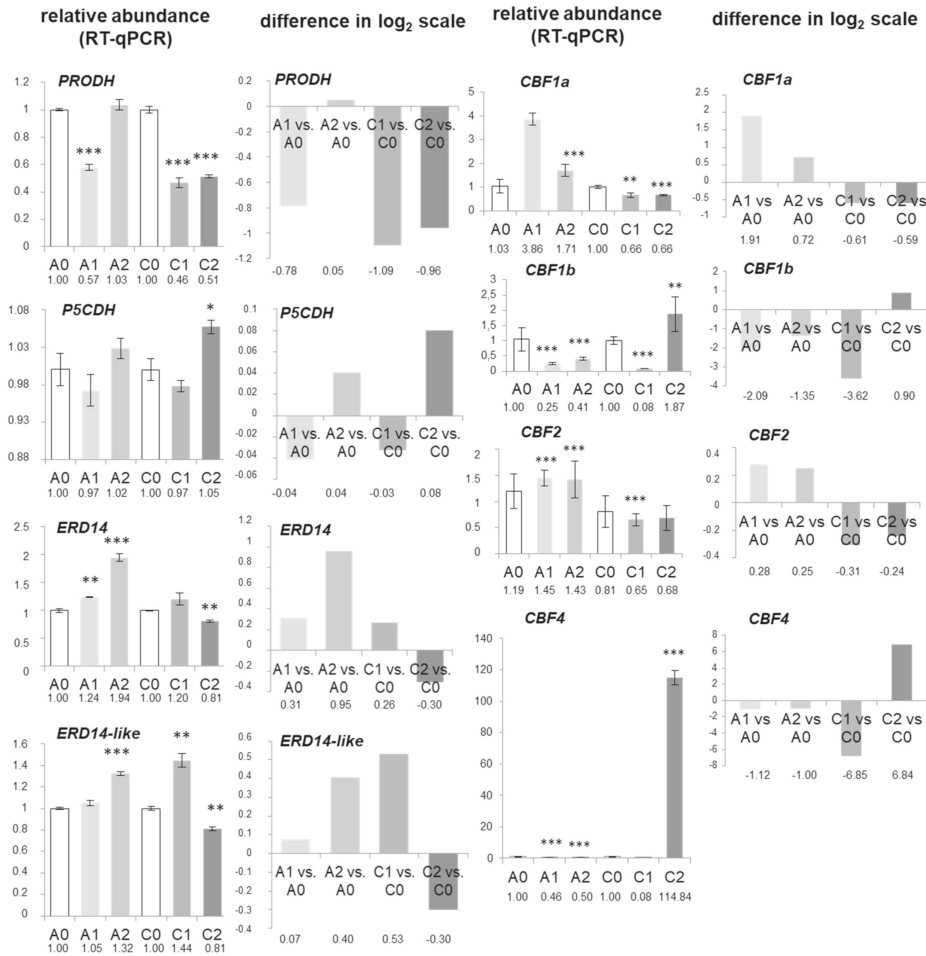 relative abundance
(RT-qPCR)
difference in log2 scale
PRODH
1.2
1
0.8
0.6
0.4
0.2
0
*** *** ***
A0 A1 A2 C0 C1 C2
1.00 0.57 1.03 1.00 0.46 0.51
PRODH
0.2
0
-0.2
-0.4
-0.6
-0.8
-1
-1.2
A1 vs. A2 vs. C1 vs. C2 vs.
A0 A0 C0 C0
-0.78 0.05 -1.09 -0.96
P5CDH
1.08
1.03
0.98
0.93
0.88
*
A0 A1 A2 C0 C1 C2
1.00 0.97 1.02 1.00 0.97 1.05
P5CDH
0.1
0.08
0.06
0.04
0.02
0
-0.02
-0.04
-0.06
A1 vs. A2 vs. C1 vs. C2 vs.
A0 A0 C0 C0
-0.04 0.04 -0.03 0.08
ERD14
2.5
2
1.5
1
0.5
0
** *** **
A0 A1 A2 C0 C1 C2
1.00 1.24 1.94 1.00 1.20 0.81
ERD14
1.2
1
0.8
0.6
0.4
0.2
0
-0.2
-0.4
A1 vs. A2 vs. C1 vs. C2 vs.
A0 A0 C0 C0
0.31 0.95 0.26 -0.30
ERD14-like
1.6
1.4
1.2
1
0.8
0.6
0.4
0.2
0
*** ** **
A0 A1 A2 C0 C1 C2
1.00 1.05 1.32 1.00 1.44 0.81
ERD14-like
0.6
0.5
0.4
0.3
0.2
0.1
0
-0.1
-0.2
-0.3
-0.4
A1 vs. A2 vs. C1 vs. C2 vs.
A0 A0 C0 C0
0.07 0.40 0.53 -0.30
relative abundance
(RT-qPCR)
difference in log2 scale
CBF1a
5
4
3
2
1
0
*** ** ***
A0 A1 A2 C0 C1 C2
1.03 3.86 1.71 1.00 0.66 0.66
CBF1a
2.5
2
1.5
1
0.5
0
-0.5
-1
A1 vs A2 vs C1 vs C2 vs
A0 A0 C0 C0
1.91 0.72 -0.61 -0.59
CBF1b
3
2,5
2
1,5
1
0,5
0
*** *** *** **
A0 A1 A2 C0 C1 C2
1.00 0.25 0.41 1.00 0.08 1.87
CBF1b
2
1
0
-1
-2
-3
-4
A1 vs A2 vs C1 vs C2 vs
A0 A0 C0 C0
-2.09 -1.35 -3.62 0.90
CBF2
2
1.5
1
0.5
0
*** *** ***
A0 A1 A2 C0 C1 C2
1.19 1.45 1.43 0.81 0.65 0.68
CBF2
0.4
0.2
0
-0.2
-0.4
A1 vs A2 vs C1 vs C2 vs
A0 A0 C0 C0
0.28 0.25 -0.31 -0.24
CBF4
140
120
100
80
60
40
20
0
*** *** ***
A0 A1 A2 C0 C1 C2
1.00 0.46 0.50 1.00 0.08 114.84
CBF4
8
6
4
2
0
-2
-4
-6
-8
A1 vs A2 vs C1 vs C2 vs
A0 A0 C0 C0
-1.12 -1.00 -6.85 6.84